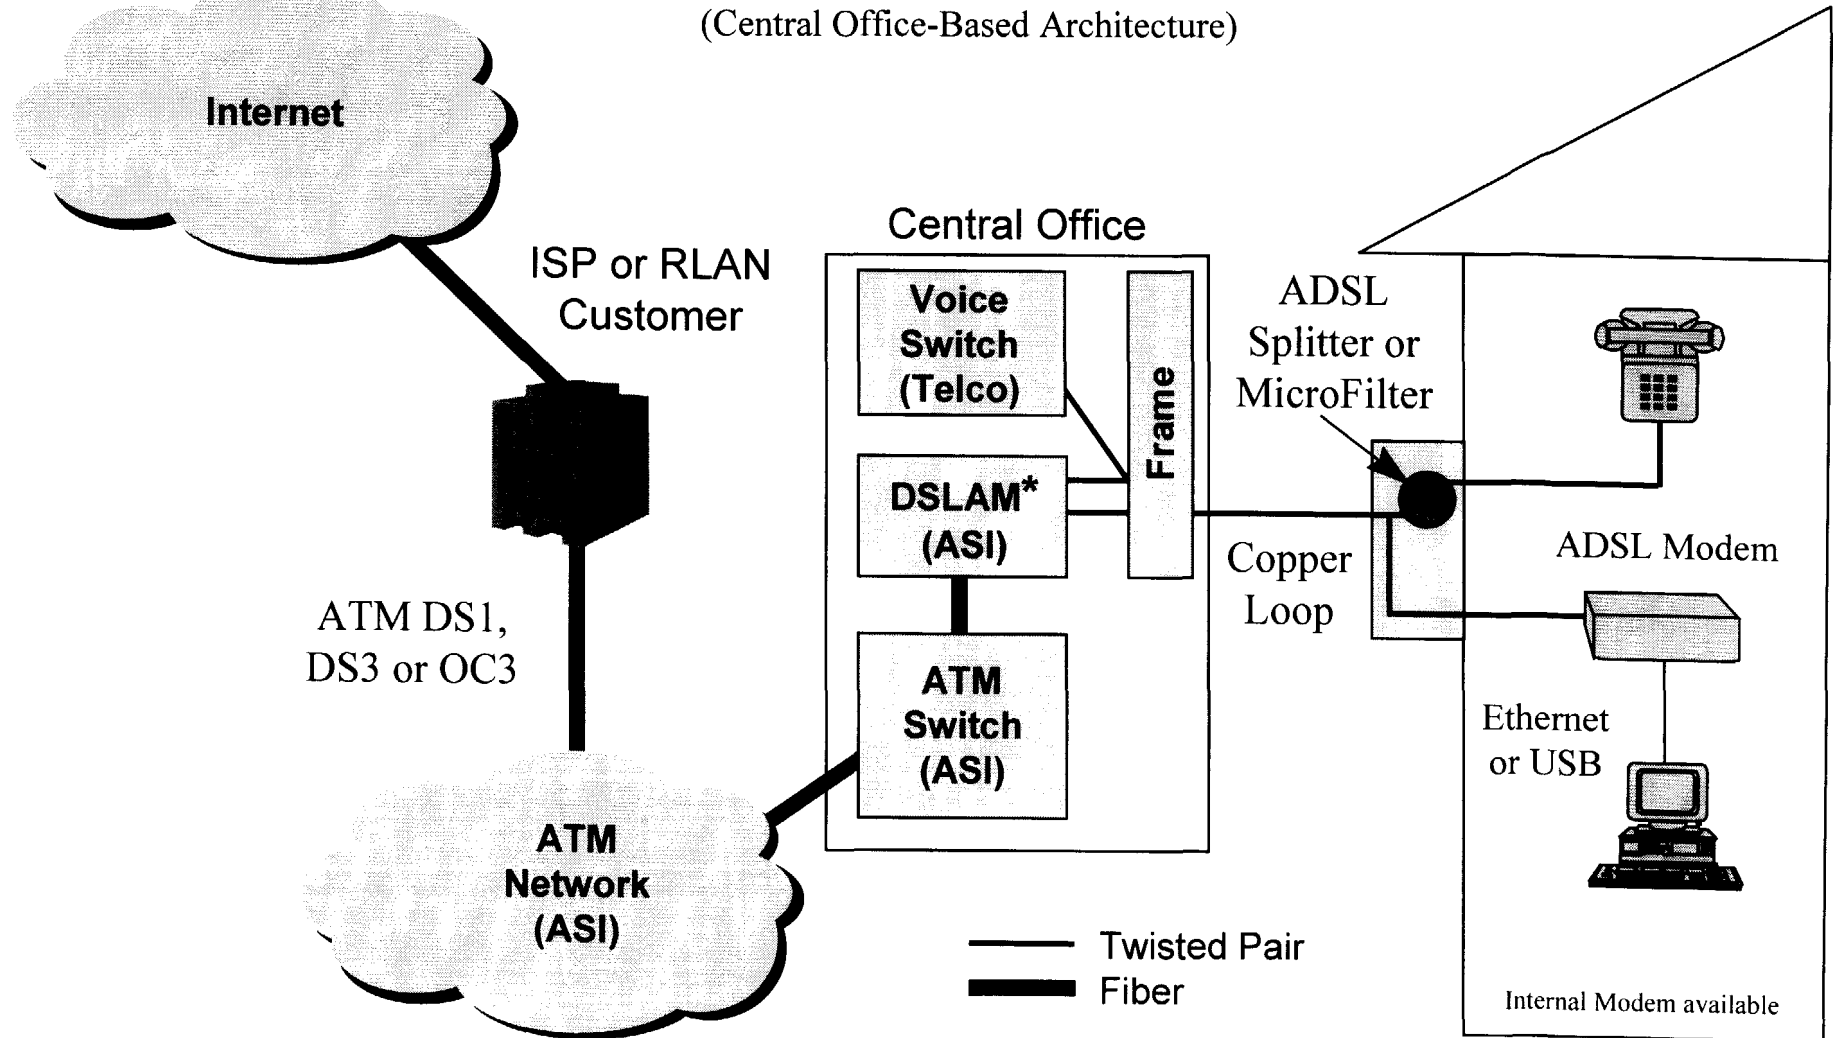 (Central Office-Based Architecture)
Internet
ISP or RLAN
Customer
ATM DS1,
DS3 or OC3
ATM
Network
(ASI)
Central Office
Voice
Switch
(Telco)
DSLAM*
(ASI)
ATM
Switch
(ASI)
Frame
ADSL
Splitter or
MicroFilter
Copper
Loop
ADSL Modem
Ethernet
or USB
Twisted Pair
Fiber
Internal Modem available